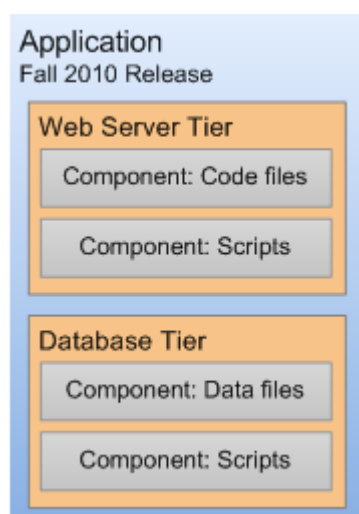 Application
Fall 2010 Release
Web Server Tier
Component: Code files
Component: Scripts
Database Tier
Component: Data files
Component: Scripts